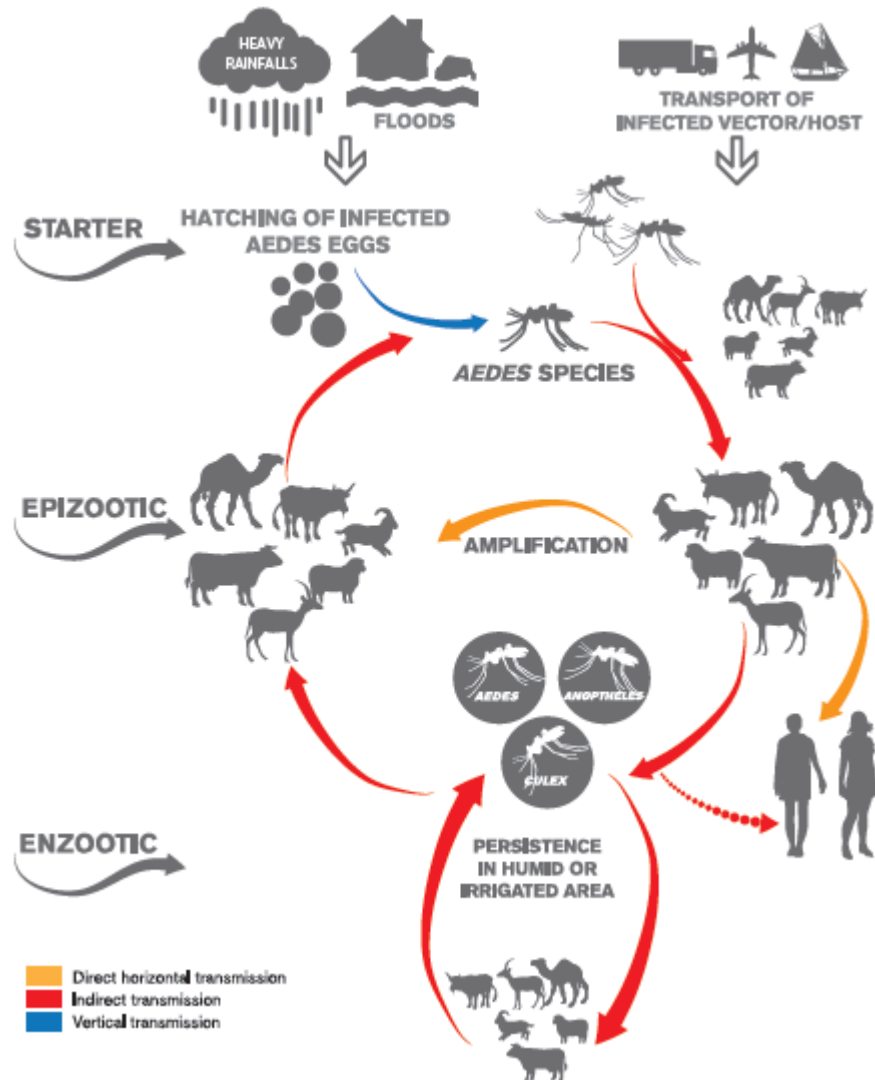 HEAVY
RAINFALLS
FLOODS
TRANSPORT OF
INFECTED VECTOR/HOST
STARTER
HATCHING OF INFECTED
AEDES EGGS
AEDES SPECIES
EPIZOOTIC
AMPLIFICATION
AEDES
ANOPTHELES
CULEX
ENZOOTIC
PERSISTENCE
IN HUMID OR
IRRIGATED AREA
Direct horizontal transmission
Indirect transmission
Vertical transmission